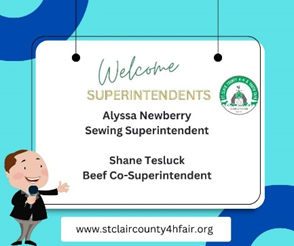 Welcome
SUPERINTENDENTS
Alyssa Newberry
Sewing Superintendent
Shane Tesluck
Beef Co-Superintendent
www.stclaircounty4hfair.org